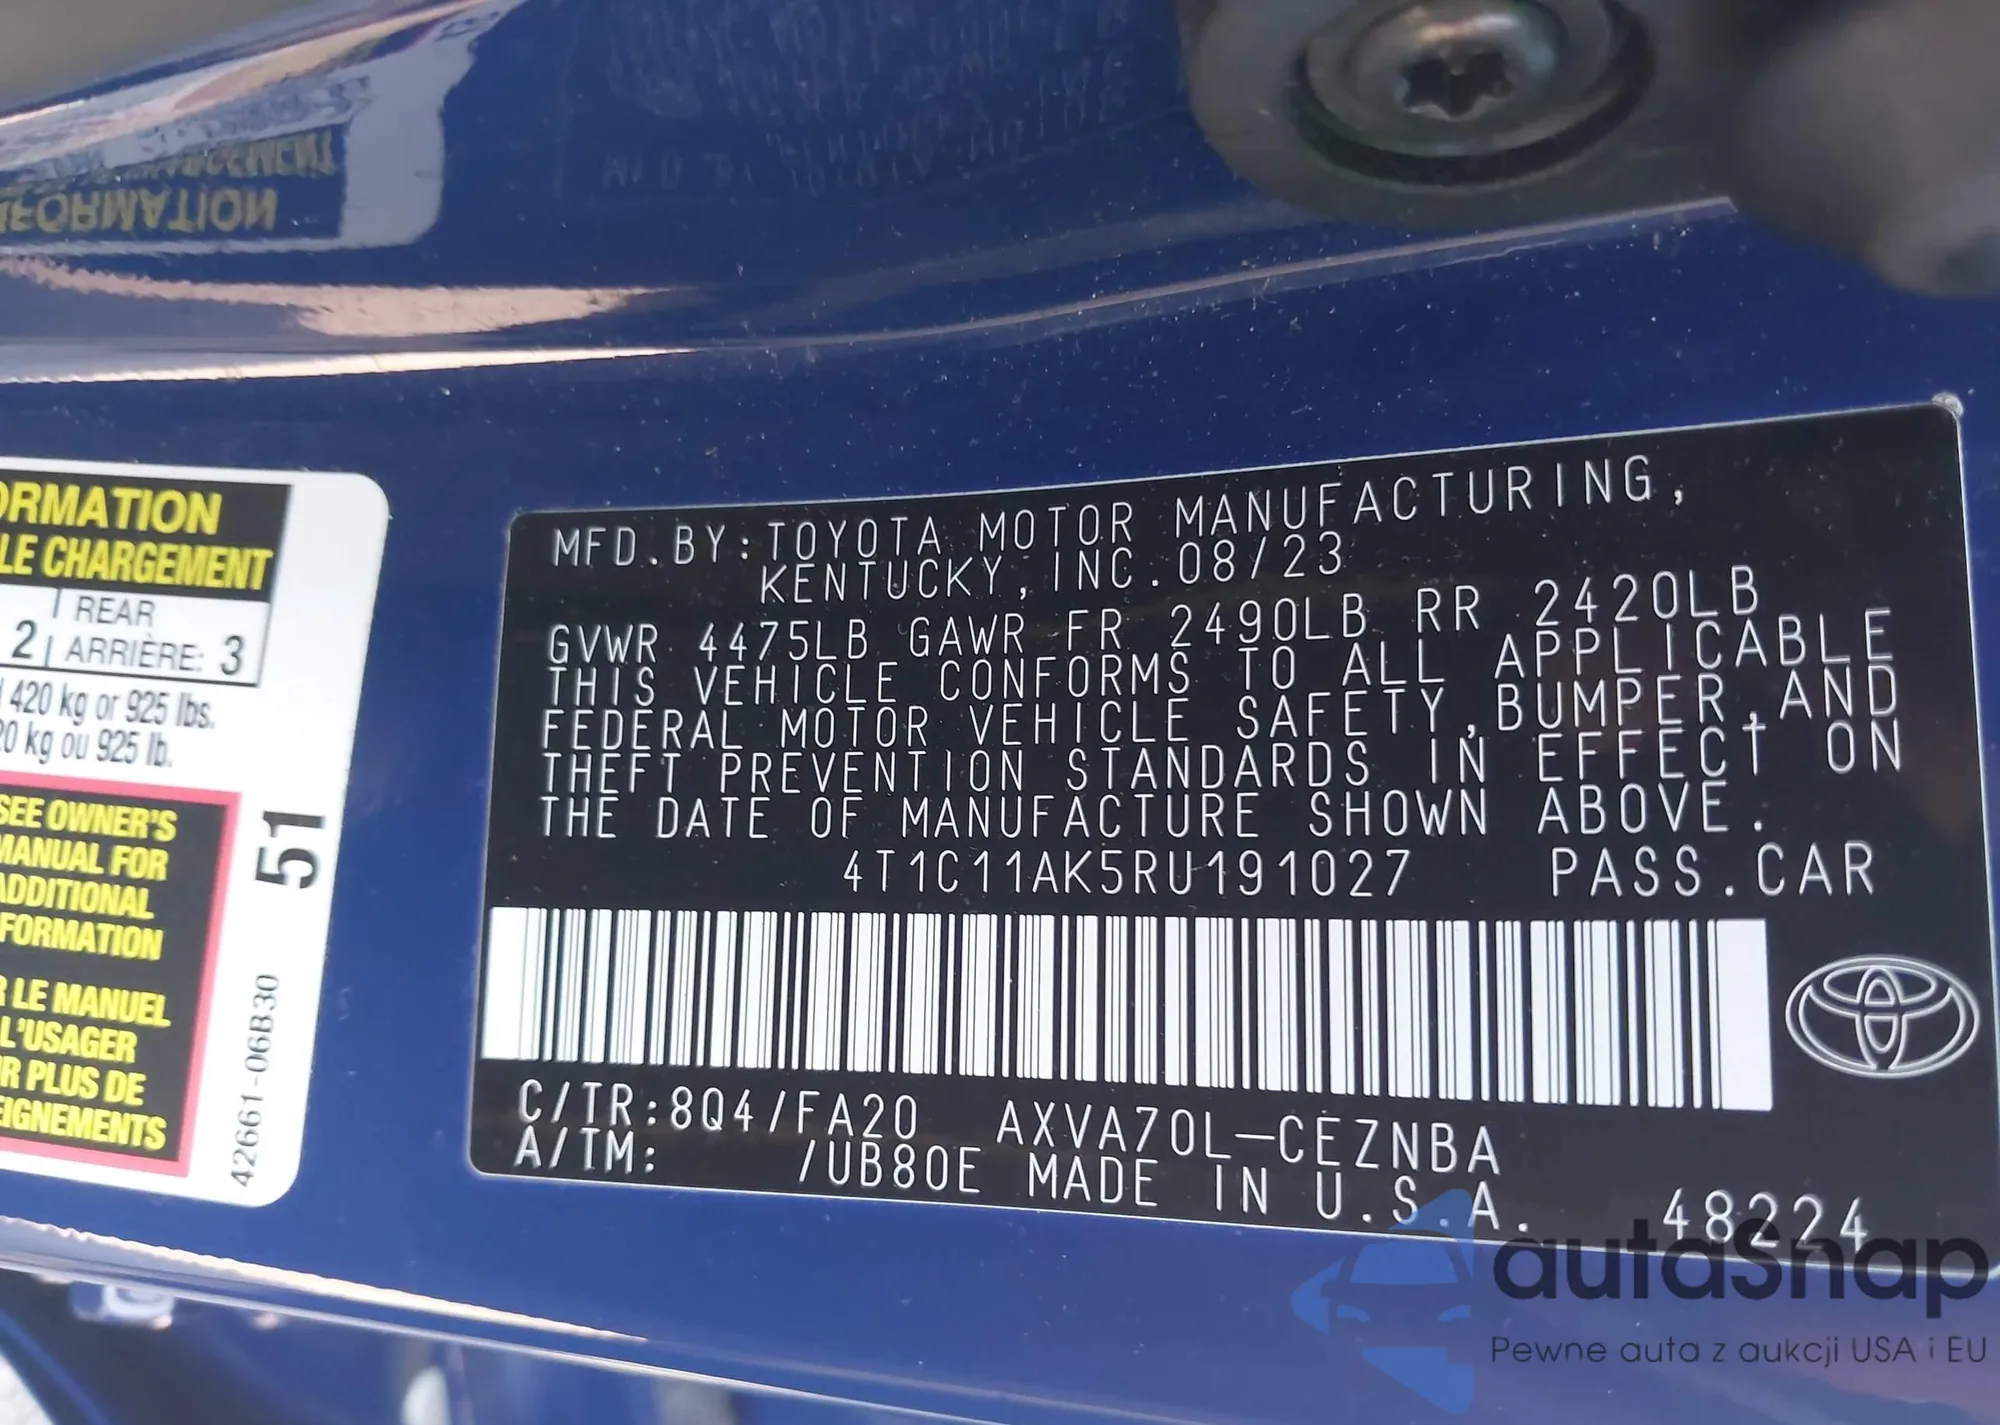 ORMATION
LE CHARGEMENT
2 REAR
ARRIÈRE: 3
420 kg or 925 lbs.
20 kg ou 925 lb.
SEE OWNER'S
MANUAL FOR
ADDITIONAL
FORMATION
R LE MANUEL
L'USAGER
R PLUS DE
EIGNEMENTS
51
42661-06B30
MFD.BY:TOYOTA MOTOR MANUFACTURING,
KENTUCKY,INC.08/23
GVWR 4475LB GAWR FR 2490LB RR 2420LB
THIS VEHICLE CONFORMS TO ALL APPLICABLE
FEDERAL MOTOR VEHICLE SAFETY,BUMPER,AND
THEFT PREVENTION STANDARDS IN EFFECT ON
THE DATE OF MANUFACTURE SHOWN ABOVE.
4T1C11AK5RU191027 PASS.CAR
C/TR:8Q4/FA20 AXVA70L-CEZNBA
A/TM: /UB80E MADE IN U.S.A. 48224
autaSnap
Pewne auta z aukcji USA i EU